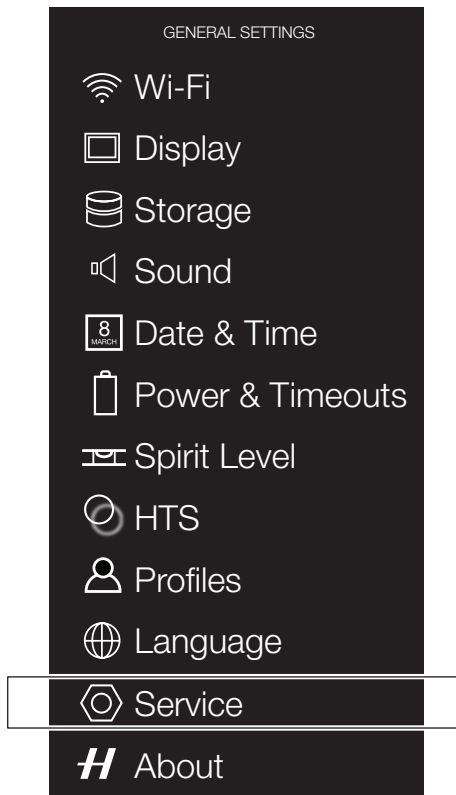 GENERAL SETTINGS
Wi-Fi
Display
Storage
Sound
8
MARCH
Date & Time
Power & Timeouts
Spirit Level
HTS
Profiles
Language
Service
H About